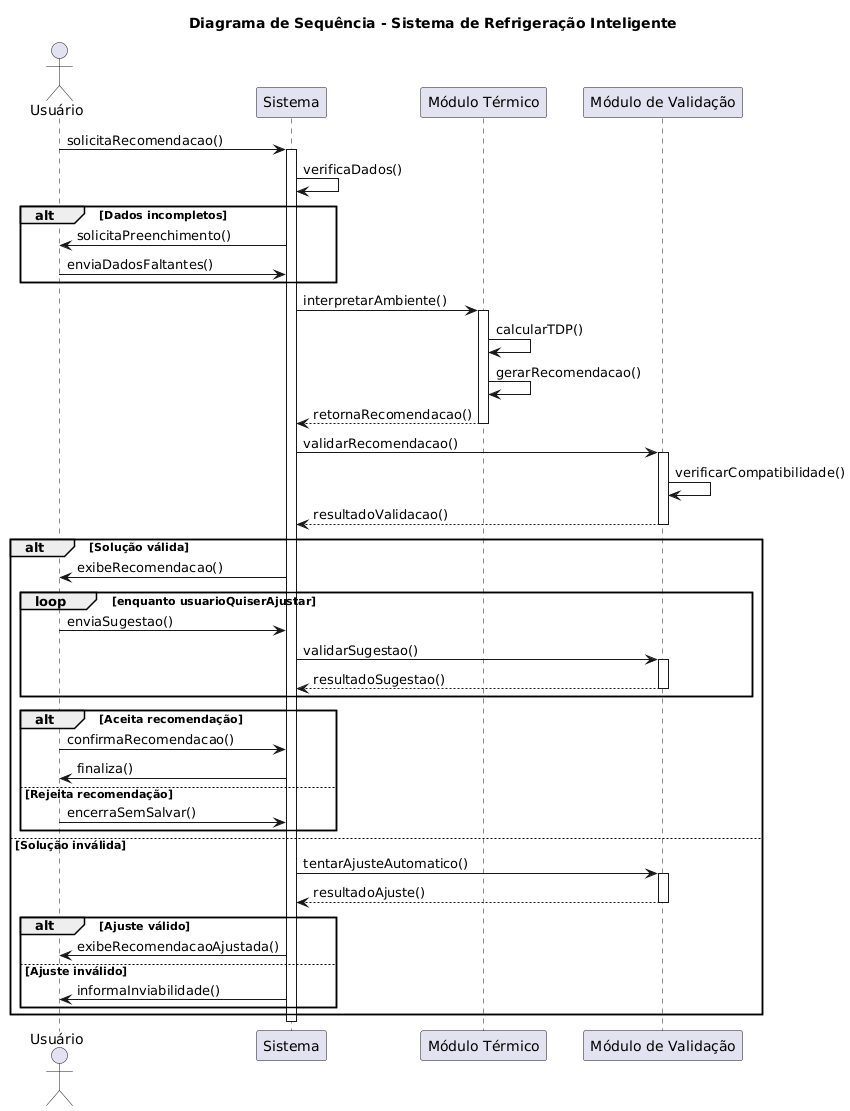 Diagrama de Sequência - Sistema de Refrigeração Inteligente
Usuário
Sistema
Módulo Térmico
Módulo de Validação
solicitaRecomendacao()
verificaDados()
alt
[Dados incompletos]
solicitaPreenchimento()
enviaDadosFaltantes()
interpretarAmbiente()
calcularTDP()
gerarRecomendacao()
retornaRecomendacao()
validarRecomendacao()
verificarCompatibilidade()
resultadoValidacao()
alt
[Solução válida]
exibeRecomendacao()
loop
[enquanto usuarioQuiserAjustar]
enviaSugestao()
validarSugestao()
resultadoSugestao()
alt
[Aceita recomendação]
confirmaRecomendacao()
finaliza()
[Rejeita recomendação]
encerraSemSalvar()
[Solução inválida]
tentarAjusteAutomatico()
resultadoAjuste()
alt
[Ajuste válido]
exibeRecomendacaoAjustada()
[Ajuste inválido]
informaInviabilidade()
Usuário
Sistema
Módulo Térmico
Módulo de Validação